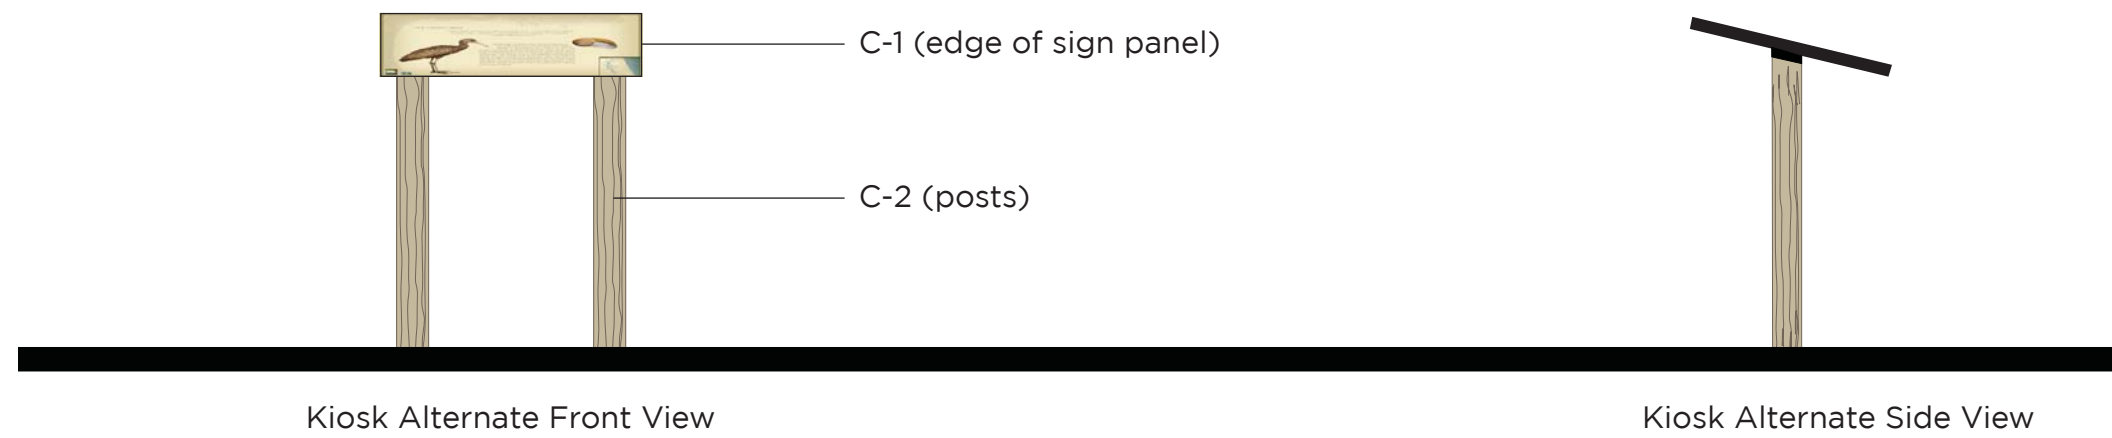 C-1 (edge of sign panel)
C-2 (posts)
Kiosk Alternate Front View
Kiosk Alternate Side View